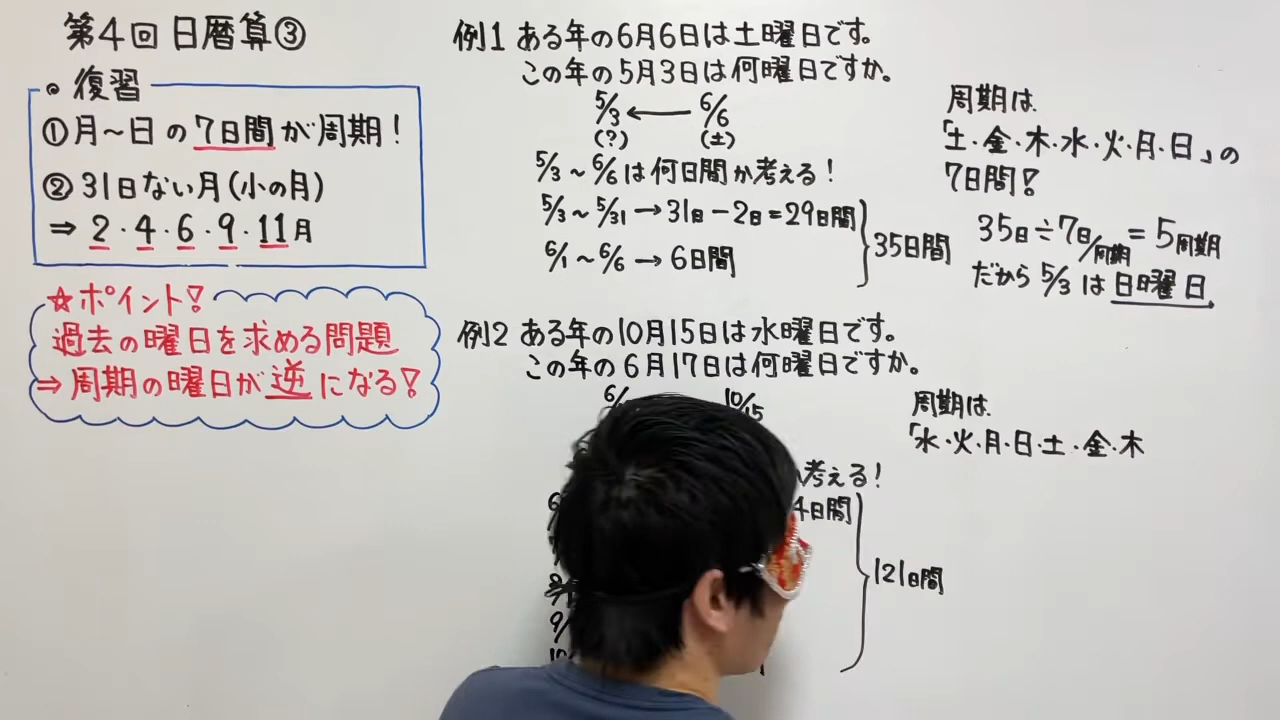 第4回 日暦算③
。復習
①月～日の7日間が周期!
②31日ない月(小の月)
⇒ 2・4・6・9・11月
☆ポイント!
過去の曜日を求める問題
⇒ 周期の曜日が逆になる!
例1 ある年の6月6日は土曜日です。
この年の5月3日は何曜日ですか。
5/3 ← 6/6
(?) (土)
5/3～6/6は何日間か考える!
5/3～5/31→31日-2日=29日間
6/1～6/6→6日間
35日間
周期は
「土・金・木・水・火・月・日」の
7日間!
35日÷7日/周期=5周期
だから5/3は日曜日
例2 ある年の10月15日は水曜日です。
この年の6月17日は何曜日ですか。
6/ 10/15
考える!
4日間
9/
121日間
周期は
「水・火・月・日・土・金・木